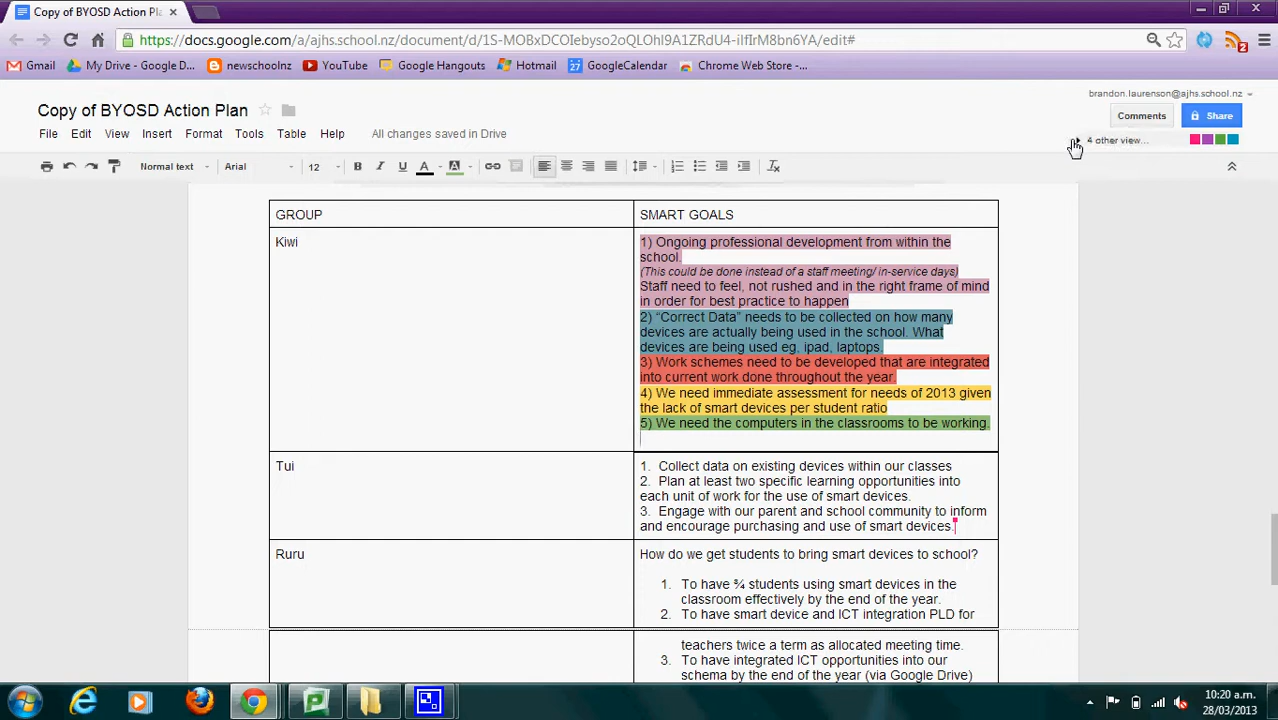 Copy of BYOSD Action Plan
https://docs.google.com/a/ajhs.school.nz/document/d/1S-MOBxDCOIebyso2oQLOhl9A1ZRdU4-ilfIrM8bn6YA/edit#
Gmail My Drive - Google D... newschoolnz YouTube Google Hangouts Hotmail 27 GoogleCalendar Chrome Web Store -... 2
brandon.laurenson@ajhs.school.nz
Copy of BYOSD Action Plan
Comments Share
File Edit View Insert Format Tools Table Help All changes saved in Drive
4 other view...
Normal text Arial 12 B I U A A
GROUP SMART GOALS
Kiwi
1) Ongoing professional development from within the
school.
(This could be done instead of a staff meeting/ in-service days)
Staff need to feel, not rushed and in the right frame of mind
in order for best practice to happen
2) “Correct Data” needs to be collected on how many
devices are actually being used in the school. What
devices are being used eg, ipad, laptops.
3) Work schemes need to be developed that are integrated
into current work done throughout the year.
4) We need immediate assessment for needs of 2013 given
the lack of smart devices per student ratio
5) We need the computers in the classrooms to be working.
Tui
1. Collect data on existing devices within our classes
2. Plan at least two specific learning opportunities into
each unit of work for the use of smart devices.
3. Engage with our parent and school community to inform
and encourage purchasing and use of smart devices.
Ruru
How do we get students to bring smart devices to school?
1. To have ¾ students using smart devices in the
classroom effectively by the end of the year.
2. To have smart device and ICT integration PLD for
teachers twice a term as allocated meeting time.
3. To have integrated ICT opportunities into our
schema by the end of the year (via Google Drive)
10:20 a.m.
28/03/2013